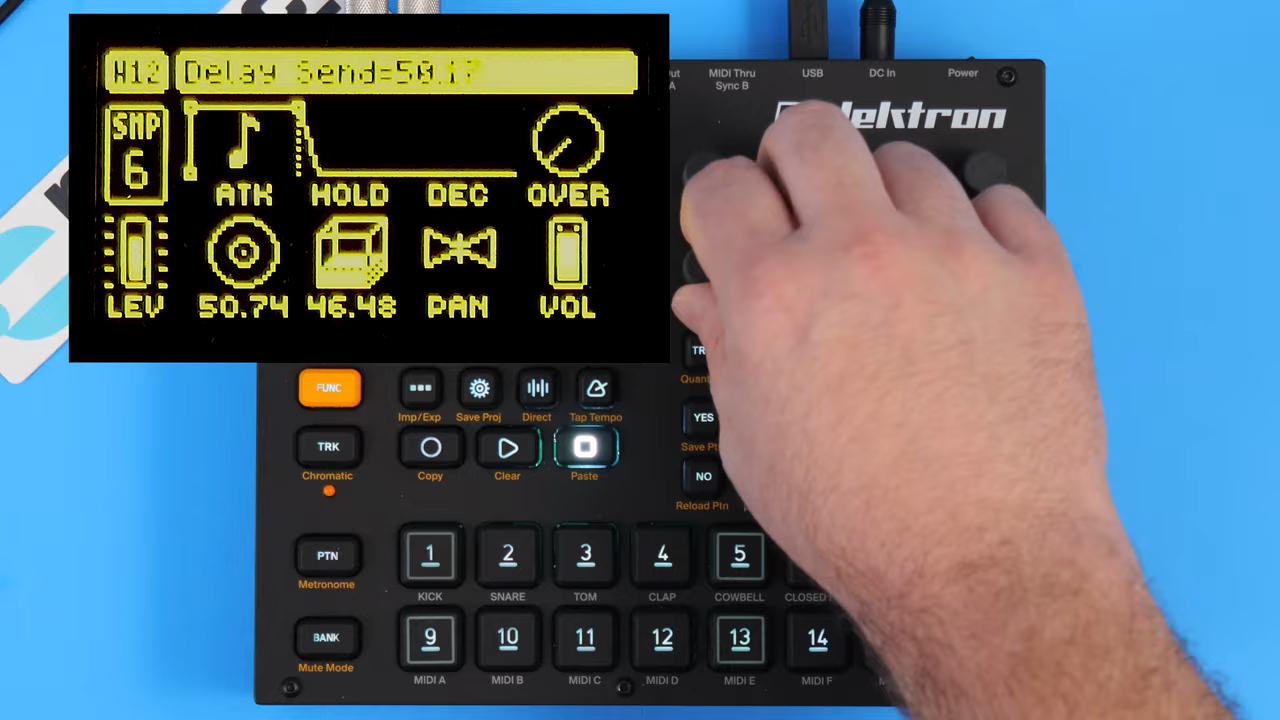 A12 Delay Send=50.17
SMP
6
ATK HOLD DEC OVER
LEV 50.74 46.48 PAN VOL
MIDI Thru
Sync B
USB
DC In
Power
elektron
FUNC
Imp/Exp Save Proj Direct Tap Tempo
TRK
Copy Clear Paste
Chromatic
YES
NO
Reload Ptn
PTN
Metronome
1 2 3 4 5
KICK SNARE TOM CLAP COWBELL CLOSED
BANK
Mute Mode
9 10 11 12 13 14
MIDI A MIDI B MIDI C MIDI D MIDI E MIDI F